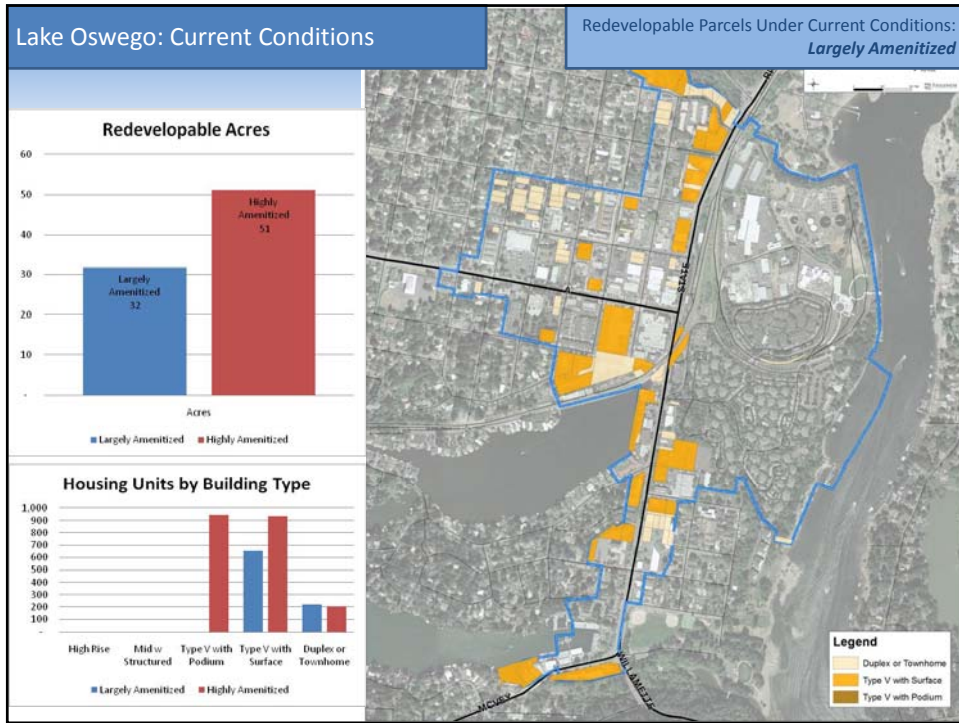 Lake Oswego: Current Conditions
Redevelopable Parcels Under Current Conditions:
Largely Amenitized
Redevelopable Acres
60
50
40
30
20
10
-
Largely
Amenitized
32
Highly
Amenitized
51
Acres
Largely Amenitized
Highly Amenitized
Housing Units by Building Type
1,000
900
800
700
600
500
400
300
200
100
-
High Rise
Mid w
Structured
Type V with
Podium
Type V with
Surface
Duplex or
Townhome
Largely Amenitized
Highly Amenitized
A
STATE
MCVEY
WILLAMETTE
Legend
Duplex or Townhome
Type V with Surface
Type V with Podium